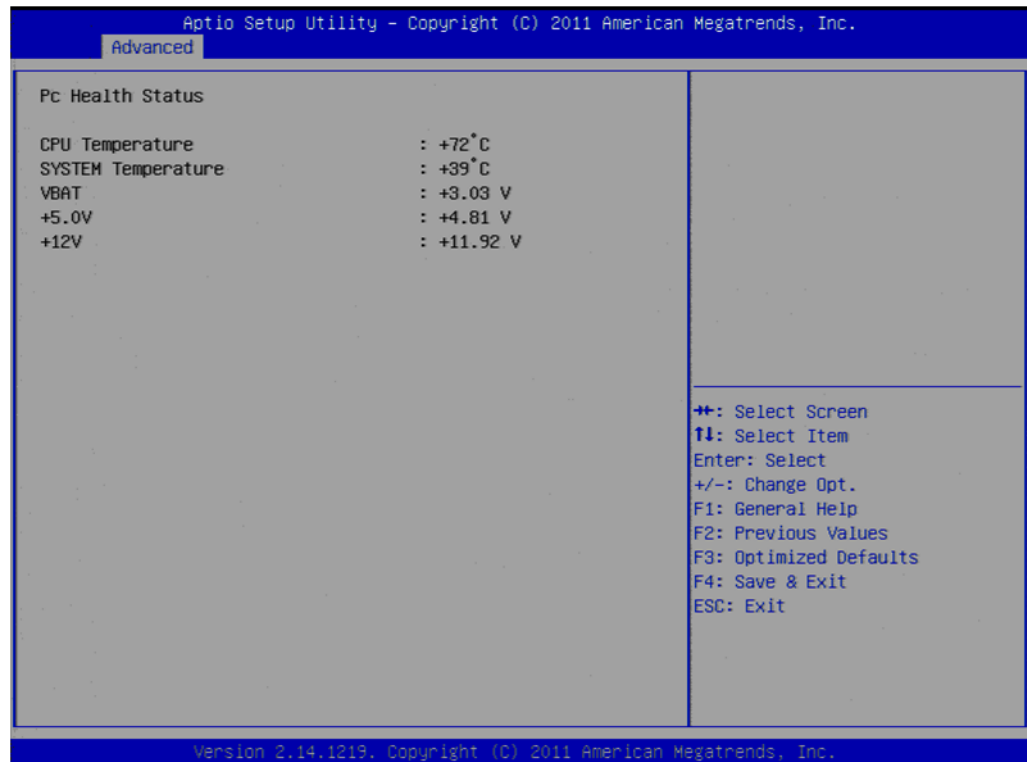 Aptio Setup Utility – Copyright (C) 2011 American Megatrends, Inc.
Advanced
Pc Health Status
CPU Temperature : +72°C
SYSTEM Temperature : +39°C
VBAT : +3.03 V
+5.0V : +4.81 V
+12V : +11.92 V
→←: Select Screen
↑↓: Select Item
Enter: Select
+/-: Change Opt.
F1: General Help
F2: Previous Values
F3: Optimized Defaults
F4: Save & Exit
ESC: Exit
Version 2.14.1219. Copyright (C) 2011 American Megatrends, Inc.